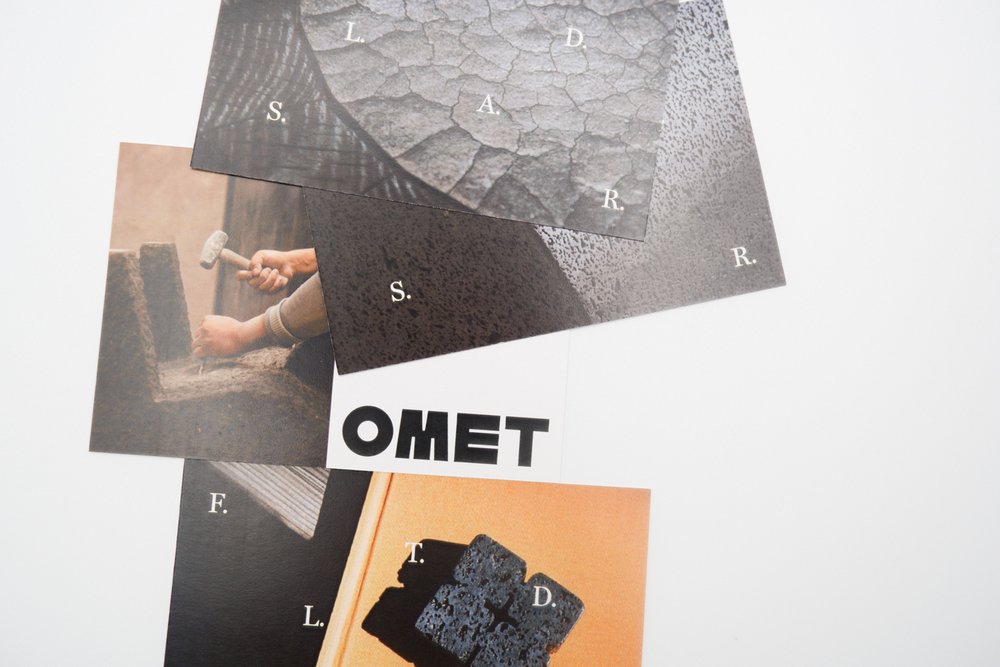 L. D.
S. A.
R.
S. R.
OMET
F. T.
L. D.